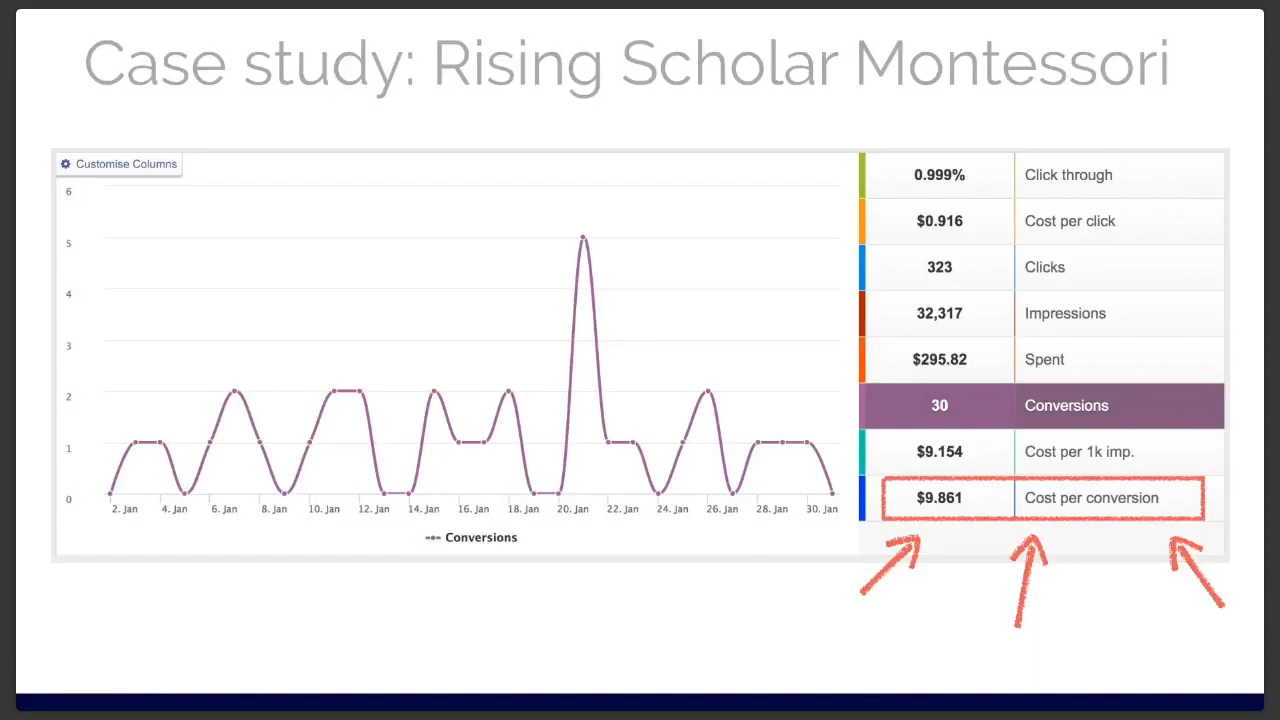 Case study: Rising Scholar Montessori
Customise Columns
6
5
4
3
2
1
0
2. Jan 4. Jan 6. Jan 8. Jan 10. Jan 12. Jan 14. Jan 16. Jan 18. Jan 20. Jan 22. Jan 24. Jan 26. Jan 28. Jan 30. Jan
Conversions
0.999% Click through
$0.916 Cost per click
323 Clicks
32,317 Impressions
$295.82 Spent
30 Conversions
$9.154 Cost per 1k imp.
$9.861 Cost per conversion